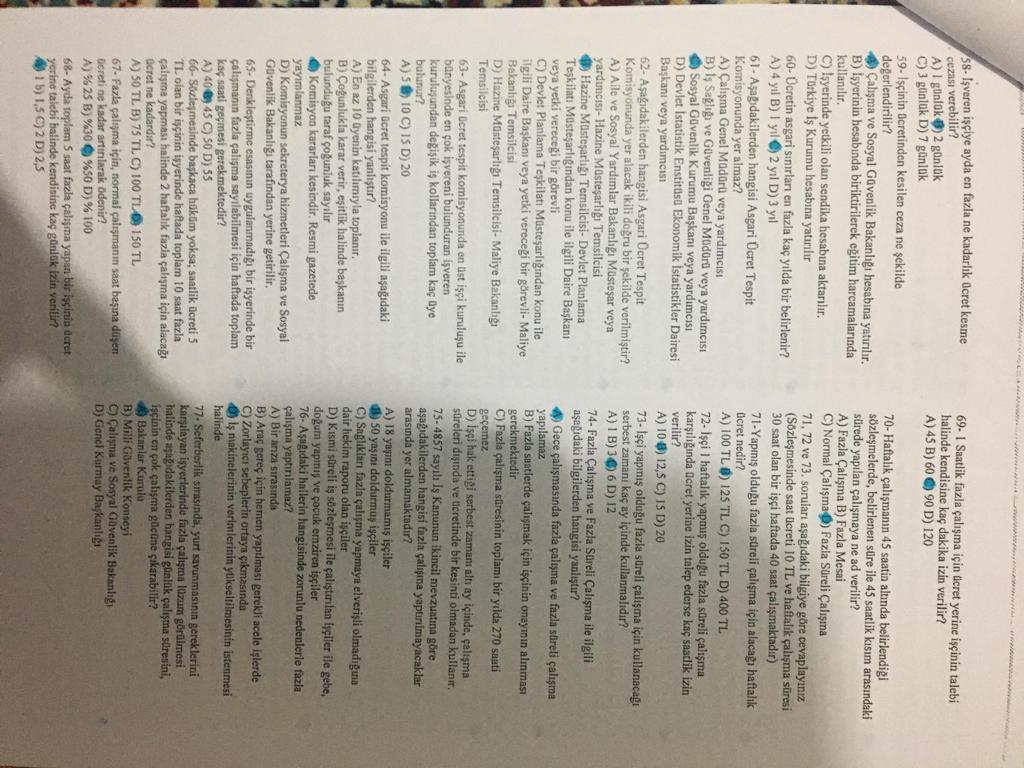 58- İşveren işçiye ayda en fazla ne kadarlık ücret kesme
cezası verebilir?
A) 1 günlük B) 2 günlük
C) 3 günlük D) 7 günlük
59- İşçinin ücretinden kesilen ceza ne şekilde
değerlendirilir?
A) Çalışma ve Sosyal Güvenlik Bakanlığı hesabına yatırılır.
B) İşyerinin hesabında biriktirilerek eğitim harcamalarında
kullanılır.
C) İşyerinde yetkili olan sendika hesabına aktarılır.
D) Türkiye İş Kurumu hesabına yatırılır
60- Ücretin asgari sınırları en fazla kaç yılda bir belirlenir?
A) 4 yıl B) 1 yıl C) 2 yıl D) 3 yıl
61- Aşağıdakilerden hangisi Asgari Ücret Tespit
Komisyonunda yer almaz?
A) Çalışma Genel Müdürü veya yardımcısı
B) İş Sağlığı ve Güvenliği Genel Müdürü veya yardımcısı
C) Sosyal Güvenlik Kurumu Başkanı veya yardımcısı
D) Devlet İstatistik Enstitüsü Ekonomik İstatistikler Dairesi
Başkanı veya yardımcısı
62- Aşağıdakilerden hangisi Asgari Ücret Tespit
Komisyonunda yer alacak ikili doğru bir şekilde verilmiştir?
A) Aile ve Sosyal Yardımlar Bakanlığı Müsteşar veya
yardımcısı- Hazine Müsteşarlığı Temsilcisi
B) Hazine Müsteşarlığı Temsilcisi- Devlet Planlama
Teşkilatı Müsteşarlığından konu ile ilgili Daire Başkanı
veya yetki vereceği bir görevli
C) Devlet Planlama Teşkilatı Müsteşarlığından konu ile
ilgili Daire Başkanı veya yetki vereceği bir görevli- Maliye
Bakanlığı Temsilcisi
D) Hazine Müsteşarlığı Temsilcisi- Maliye Bakanlığı
Temsilcisi
63- Asgari ücret tespit komisyonunda en üst işçi kuruluşu ile
bünyesinde en çok işvereni bulunduran işveren
kuruluşundan değişik iş kollarından toplam kaç üye
bulunur?
A) 5 B) 10 C) 15 D) 20
64- Asgari ücret tespit komisyonu ile ilgili aşağıdaki
bilgilerden hangisi yanlıştır?
A) En az 10 üyenin katılımıyla toplanır.
B) Çoğunlukla karar verir, eşitlik halinde başkanın
bulunduğu taraf çoğunluk sayılır
C) Komisyon kararları kesindir. Resmi gazetede
yayımlanmaz
D) Komisyonun sekreterya hizmetleri Çalışma ve Sosyal
Güvenlik Bakanlığı tarafından yerine getirilir.
65- Denkleştirme esasının uygulanmadığı bir işyerinde bir
çalışmanın fazla çalışma sayılabilmesi için haftada toplam
kaç saati geçmesi gerekmektedir?
A) 40 B) 45 C) 50 D) 55
66- Sözleşmesinde başkaca hüküm yoksa, saatlik ücreti 5
TL olan bir işçinin işyerinde haftada toplam 10 saat fazla
çalışma yapması halinde 2 haftalık fazla çalışma için alacağı
ücret ne kadardır?
A) 50 TL B) 75 TL C) 100 TL D) 150 TL
67- Fazla çalışma için, normal çalışmanın saat başına düşen
ücreti ne kadar artırılarak ödenir?
A) %25 B) %30 C) %50 D) % 100
68- Ayda toplam 5 saat fazla çalışma yapan bir işçinin ücret
yerine talebi halinde kendisine kaç günlük izin verilir?
A) 1 b) 1,5 C) 2 D) 2,5
69- 1 Saatlik fazla çalışma için ücret yerine işçinin talebi
halinde kendisine kaç dakika izin verilir?
A) 45 B) 60 C) 90 D) 120
70- Haftalık çalışmanın 45 saatin altında belirlendiği
sözleşmelerde, belirlenen süre ile 45 saatlik kısım arasındaki
sürede yapılan çalışmaya ne ad verilir?
A) Fazla Çalışma B) Fazla Mesai
C) Normal Çalışma D) Fazla Süreli Çalışma
71, 72 ve 73. soruları aşağıdaki bilgiye göre cevaplayınız
(Sözleşmesinde saat ücreti 10 TL ve haftalık çalışma süresi
30 saat olan bir işçi haftada 40 saat çalışmaktadır)
71-Yapmış olduğu fazla süreli çalışma için alacağı haftalık
ücret nedir?
A) 100 TL B) 125 TL C) 150 TL D) 400 TL
72- İşçi 1 haftalık yapmış olduğu fazla süreli çalışma
karşılığında ücret yerine izin talep ederse kaç saatlik izin
verilir?
A) 10 B) 12,5 C) 15 D) 20
73- İşçi yapmış olduğu fazla süreli çalışma için kullanacağı
serbest zamanı kaç ay içinde kullanmalıdır?
A) 1 B) 3 C) 6 D) 12
74- Fazla Çalışma ve Fazla Süreli Çalışma ile ilgili
aşağıdaki bilgilerden hangisi yanlıştır?
A) Gece çalışmasında fazla çalışma ve fazla süreli çalışma
yapılamaz
B) Fazla saatlerde çalışmak için işçinin onayının alınması
gerekmektedir
C) Fazla çalışma süresinin toplamı bir yılda 270 saati
geçemez
D) İşçi hak ettiği serbest zamanı altı ay içinde, çalışma
süreleri dışında ve ücretinde bir kesinti olmadan kullanır.
75- 4857 sayılı İş Kanunun ikincil mevzuatına göre
aşağıdakilerden hangisi fazla çalışma yaptırılmayacaklar
arasında yer almamaktadır?
A) 18 yaşını doldurmamış işçiler
B) 50 yaşını doldurmuş işçiler
C) Sağlıkları fazla çalışma yapmaya elverişli olmadığına
dair hekim raporu olan işçiler
D) Kısmi süreli iş sözleşmesi ile çalıştırılan işçiler ile gebe,
doğum yapmış ve çocuk emziren işçiler
76- Aşağıdaki hallerin hangisinde zorunlu nedenlerle fazla
çalışma yaptırılamaz?
A) Bir arıza sırasında
B) Araç gereç için hemen yapılması gerekli acele işlerde
C) Zorlayıcı sebeplerin ortaya çıkmasında
D) İş makinelerinin verimlerinin yükseltilmesinin istenmesi
halinde
77- Seferberlik sırasında, yurt savunmasının gereklerini
karşılayan işyerlerinde fazla çalışma lüzum görülmesi
halinde aşağıdakilerden hangisi günlük çalışma süresini,
işçinin en çok çalışma gücüne çıkarabilir?
A) Bakanlar Kurulu
B) Milli Güvenlik Konseyi
C) Çalışma ve Sosyal Güvenlik Bakanlığı
D) Genel Kurmay Başkanlığı